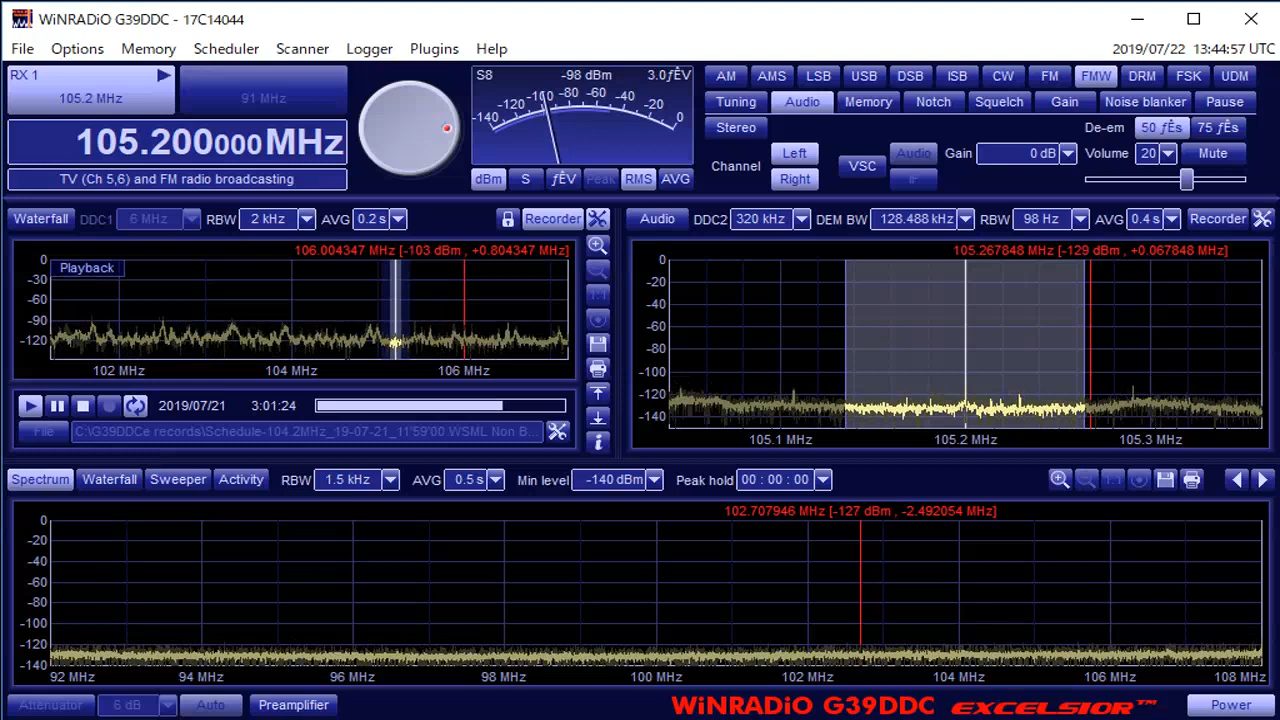 WiNRADiO G39DDC - 17C14044
File Options Memory Scheduler Scanner Logger Plugins Help 2019/07/22 13:44:57 UTC
RX 1
105.2 MHz
91 MHz
105.200000MHz
TV (Ch 5,6) and FM radio broadcasting
S8 -98 dBm 3.0ƒÊV
-140 -120 -100 -80 -60 -40 -20 0
dBm S ƒÊV Peak RMS AVG
AM AMS LSB USB DSB ISB CW FM FMW DRM FSK UDM
Tuning Audio Memory Notch Squelch Gain Noise blanker Pause
Stereo De-em 50 ƒÊs 75 ƒÊs
Channel Left Right VSC Audio IF Gain 0 dB Volume 20 Mute
Waterfall DDC1 6 MHz RBW 2 kHz AVG 0.2 s Recorder
Audio DDC2 320 kHz DEM BW 128.488 kHz RBW 98 Hz AVG 0.4 s Recorder
106.004347 MHz [-103 dBm , +0.804347 MHz]
Playback
0
-30
-60
-90
-120
102 MHz 104 MHz 106 MHz
1:1
105.267848 MHz [-129 dBm , +0.067848 MHz]
0
-20
-40
-60
-80
-100
-120
-140
105.1 MHz 105.2 MHz 105.3 MHz
2019/07/21 3:01:24
File C:\G39DDCe records\Schedule-104.2MHz_19-07-21_11'59'00 WSML Non B...
Spectrum Waterfall Sweeper Activity RBW 1.5 kHz AVG 0.5 s Min level -140 dBm Peak hold 00 : 00 : 00 1:1
102.707946 MHz [-127 dBm , -2.492054 MHz]
0
-20
-40
-60
-80
-100
-120
-140
92 MHz 94 MHz 96 MHz 98 MHz 100 MHz 102 MHz 104 MHz 106 MHz 108 MHz
Attenuator 6 dB Auto Preamplifier WiNRADiO G39DDC EXCELSIOR™ Power